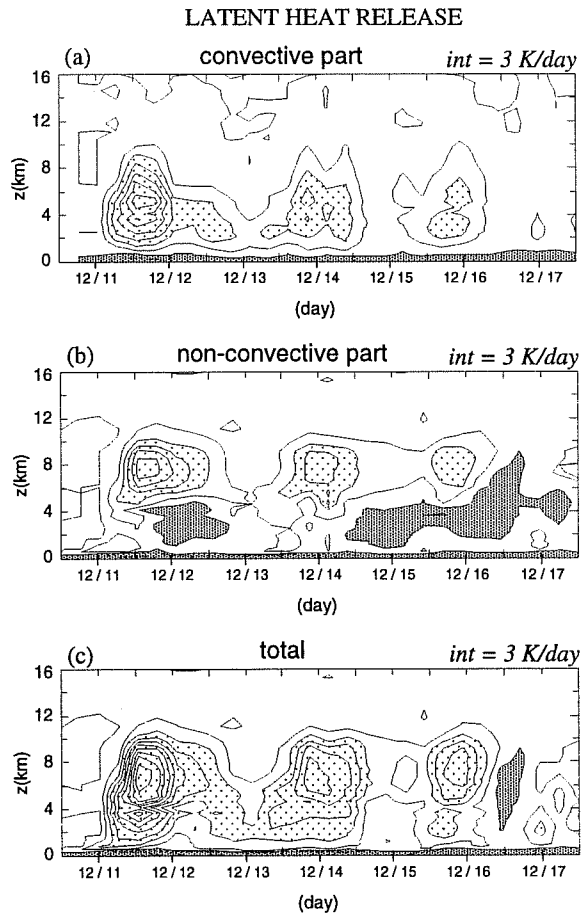 LATENT HEAT RELEASE
(a) convective part int = 3 K/day
16
12
8
4
0
z(km)
12 / 11 12 / 12 12 / 13 12 / 14 12 / 15 12 / 16 12 / 17
(day)
(b) non-convective part int = 3 K/day
16
12
8
4
0
z(km)
12 / 11 12 / 12 12 / 13 12 / 14 12 / 15 12 / 16 12 / 17
(day)
(c) total int = 3 K/day
16
12
8
4
0
z(km)
12 / 11 12 / 12 12 / 13 12 / 14 12 / 15 12 / 16 12 / 17
(day)